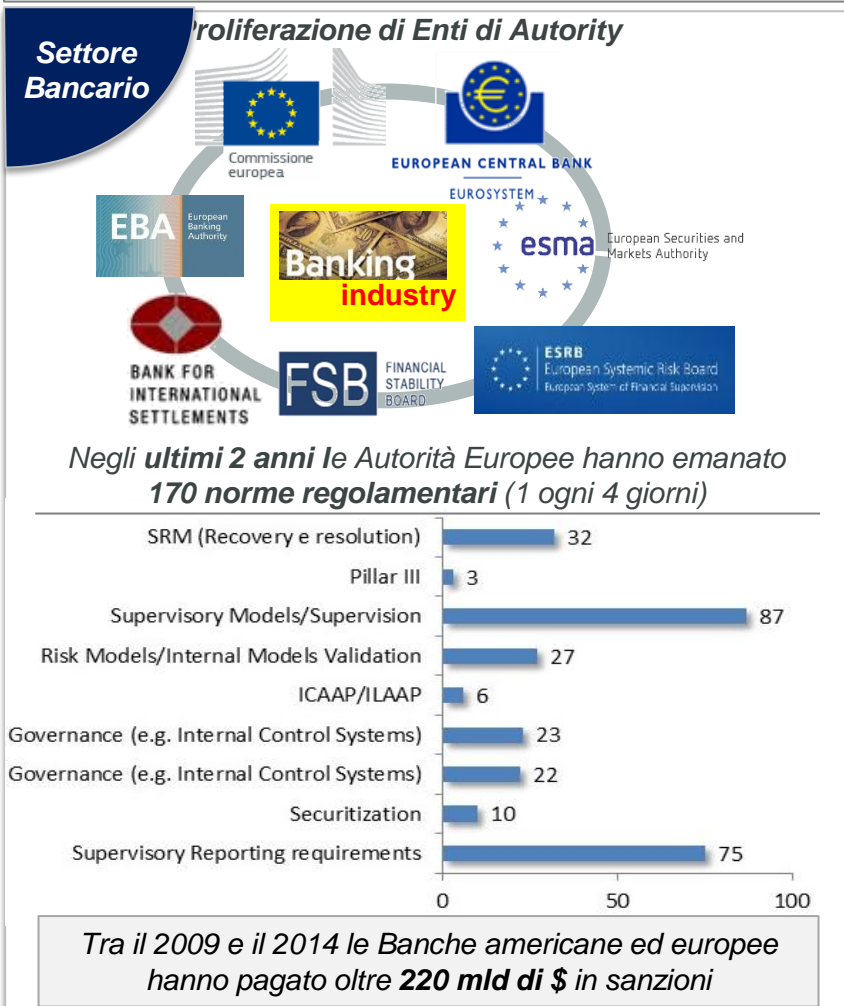 Settore
Bancario
Proliferazione di Enti di Autority
Commissione
europea
EUROPEAN CENTRAL BANK
EUROSYSTEM
EBA
European
Banking
Authority
Banking
industry
esma
European Securities and
Markets Authority
BANK FOR
INTERNATIONAL
SETTLEMENTS
FSB
FINANCIAL
STABILITY
BOARD
ESRB
European Systemic Risk Board
European System of Financial Supervision
Negli ultimi 2 anni le Autorità Europee hanno emanato
170 norme regolamentari (1 ogni 4 giorni)
SRM (Recovery e resolution) 32
Pillar III 3
Supervisory Models/Supervision 87
Risk Models/Internal Models Validation 27
ICAAP/ILAAP 6
Governance (e.g. Internal Control Systems) 23
Governance (e.g. Internal Control Systems) 22
Securitization 10
Supervisory Reporting requirements 75
0 50 100
Tra il 2009 e il 2014 le Banche americane ed europee
hanno pagato oltre 220 mld di $ in sanzioni